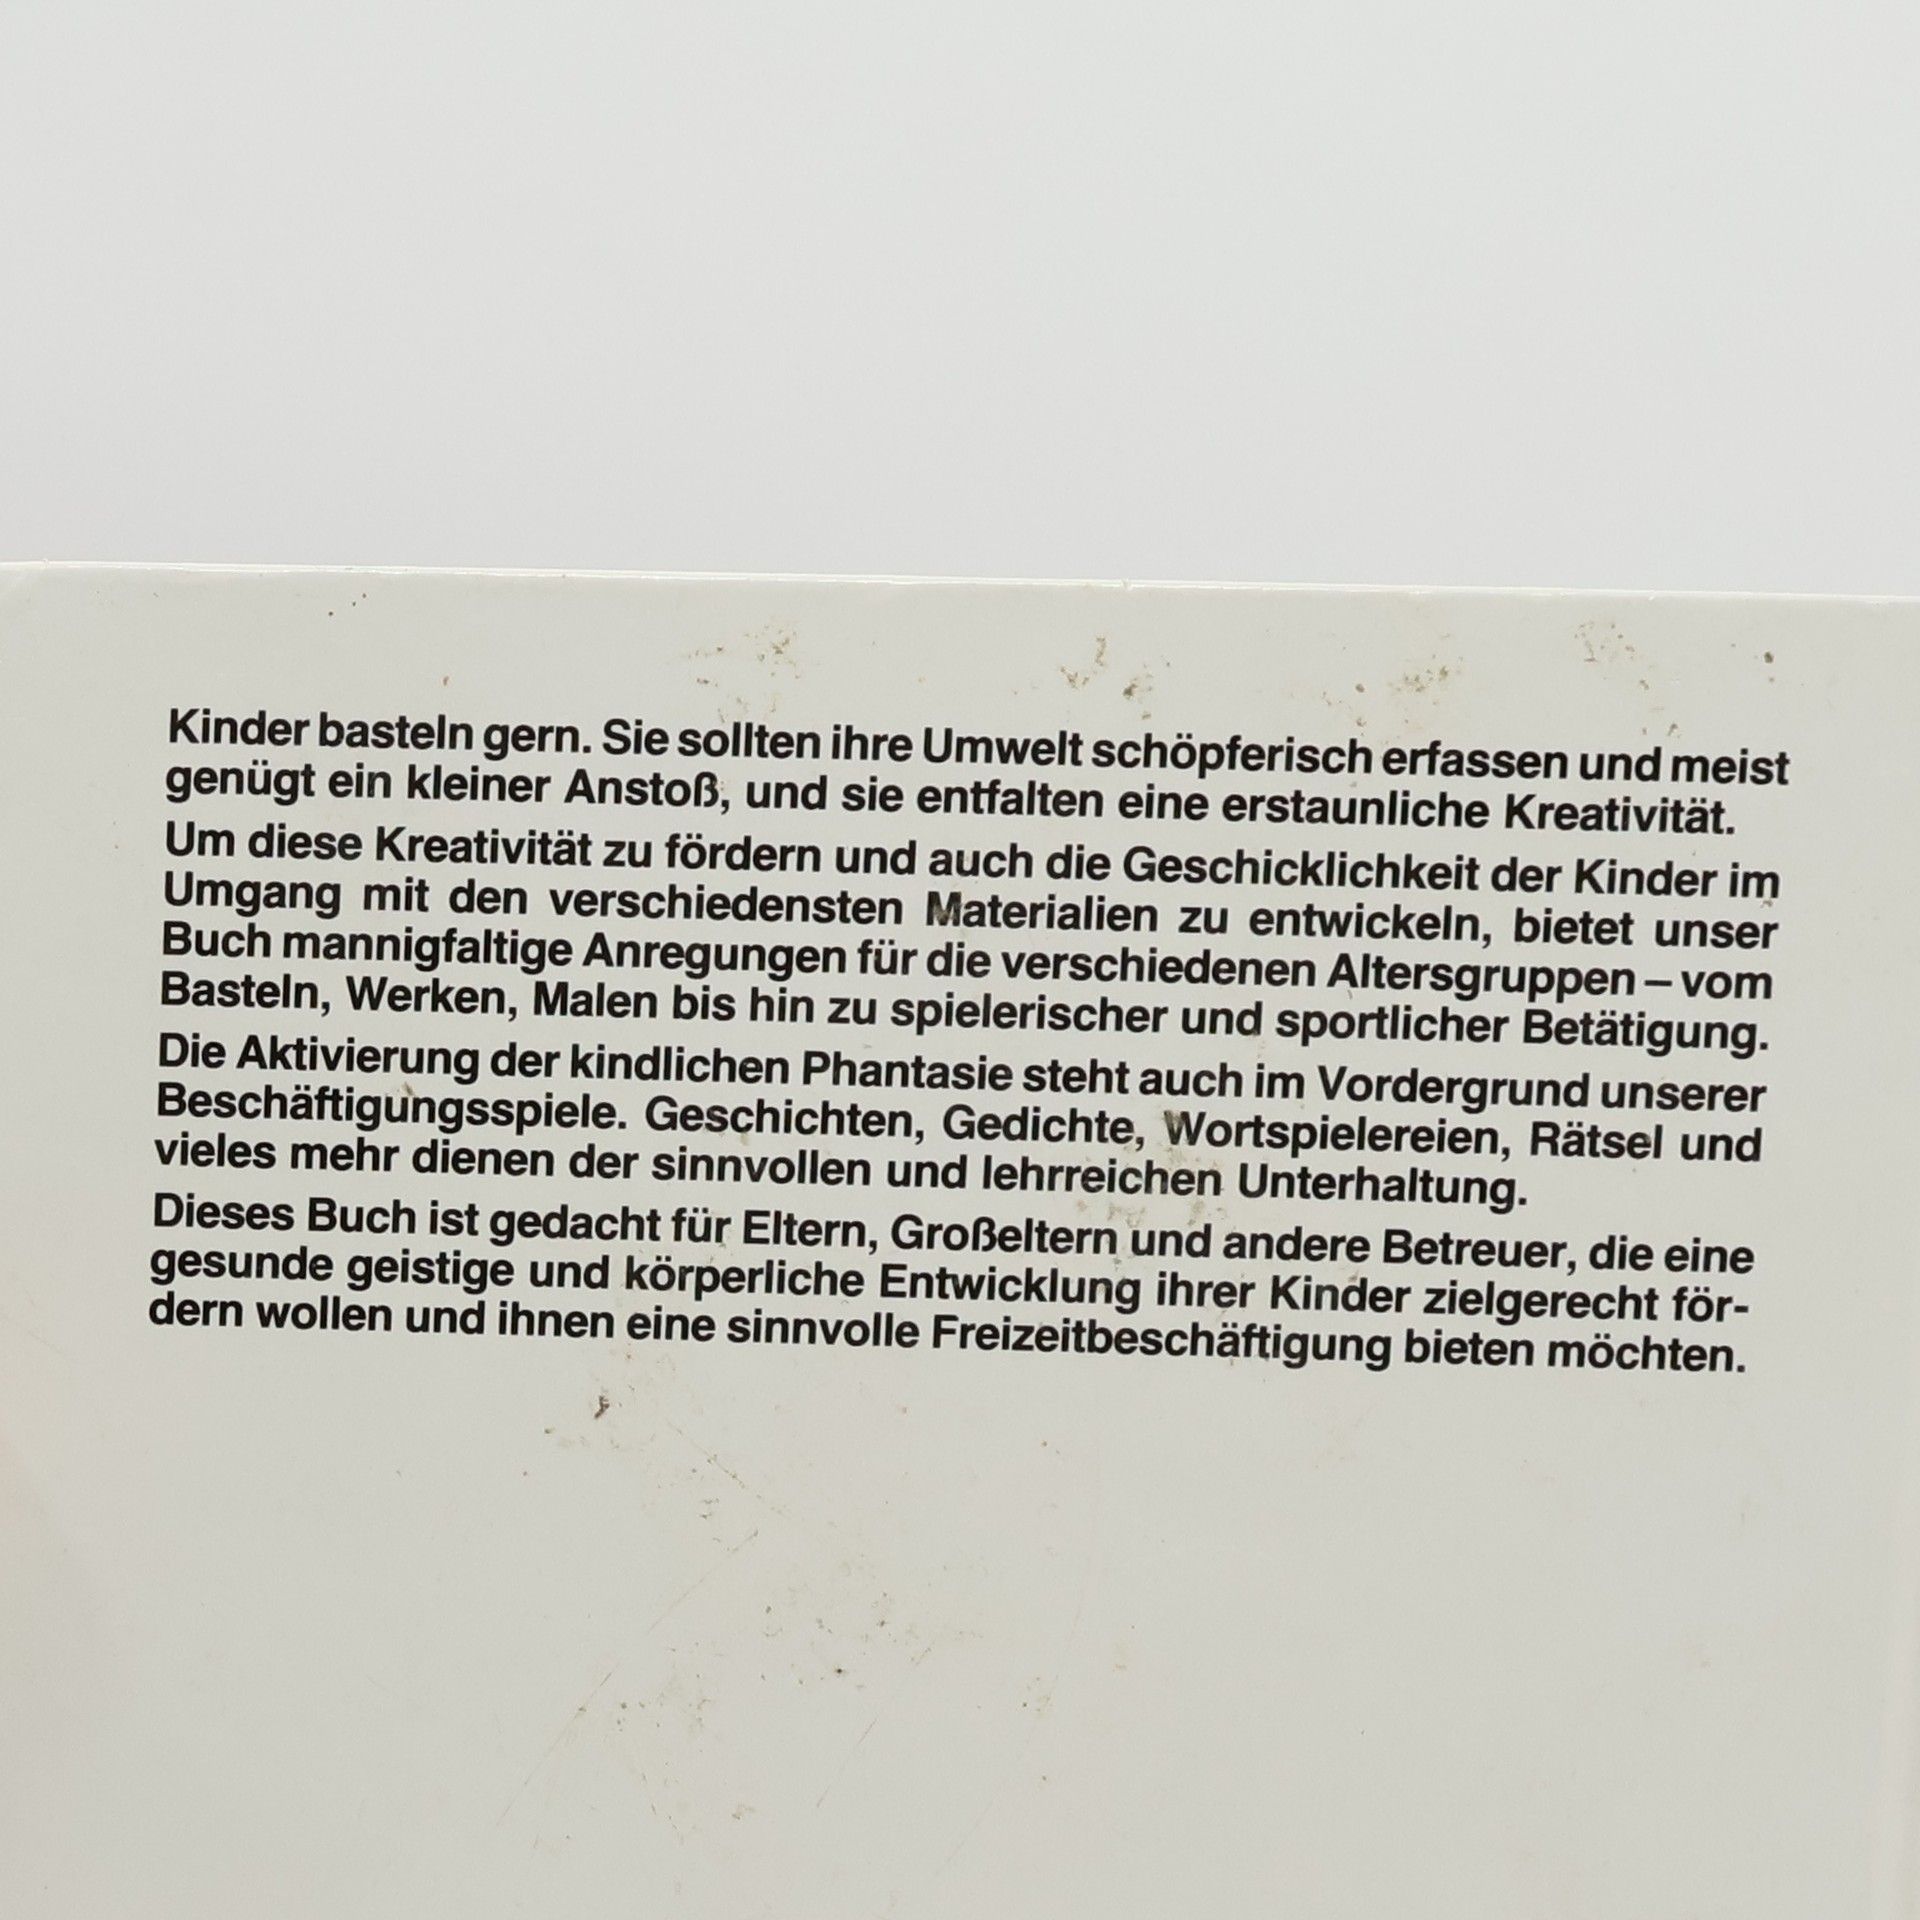 Kinder basteln gern. Sie sollten ihre Umwelt schöpferisch erfassen und meist
genügt ein kleiner Anstoß, und sie entfalten eine erstaunliche Kreativität.
Um diese Kreativität zu fördern und auch die Geschicklichkeit der Kinder im
Umgang mit den verschiedensten Materialien zu entwickeln, bietet unser
Buch mannigfaltige Anregungen für die verschiedenen Altersgruppen – vom
Basteln, Werken, Malen bis hin zu spielerischer und sportlicher Betätigung.
Die Aktivierung der kindlichen Phantasie steht auch im Vordergrund unserer
Beschäftigungsspiele. Geschichten, Gedichte, Wortspielereien, Rätsel und
vieles mehr dienen der sinnvollen und lehrreichen Unterhaltung.
Dieses Buch ist gedacht für Eltern, Großeltern und andere Betreuer, die eine
gesunde geistige und körperliche Entwicklung ihrer Kinder zielgerecht för-
dern wollen und ihnen eine sinnvolle Freizeitbeschäftigung bieten möchten.